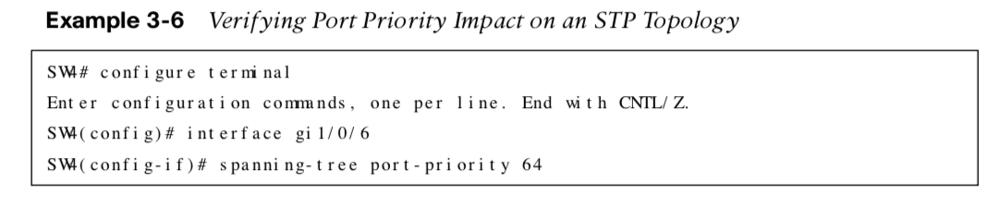 Example 3-6 Verifying Port Priority Impact on an STP Topology
SW4# configure terminal
Enter configuration commands, one per line. End with CNTL/Z.
SW4(config)# interface gi1/0/6
SW4(config-if)# spanning-tree port-priority 64